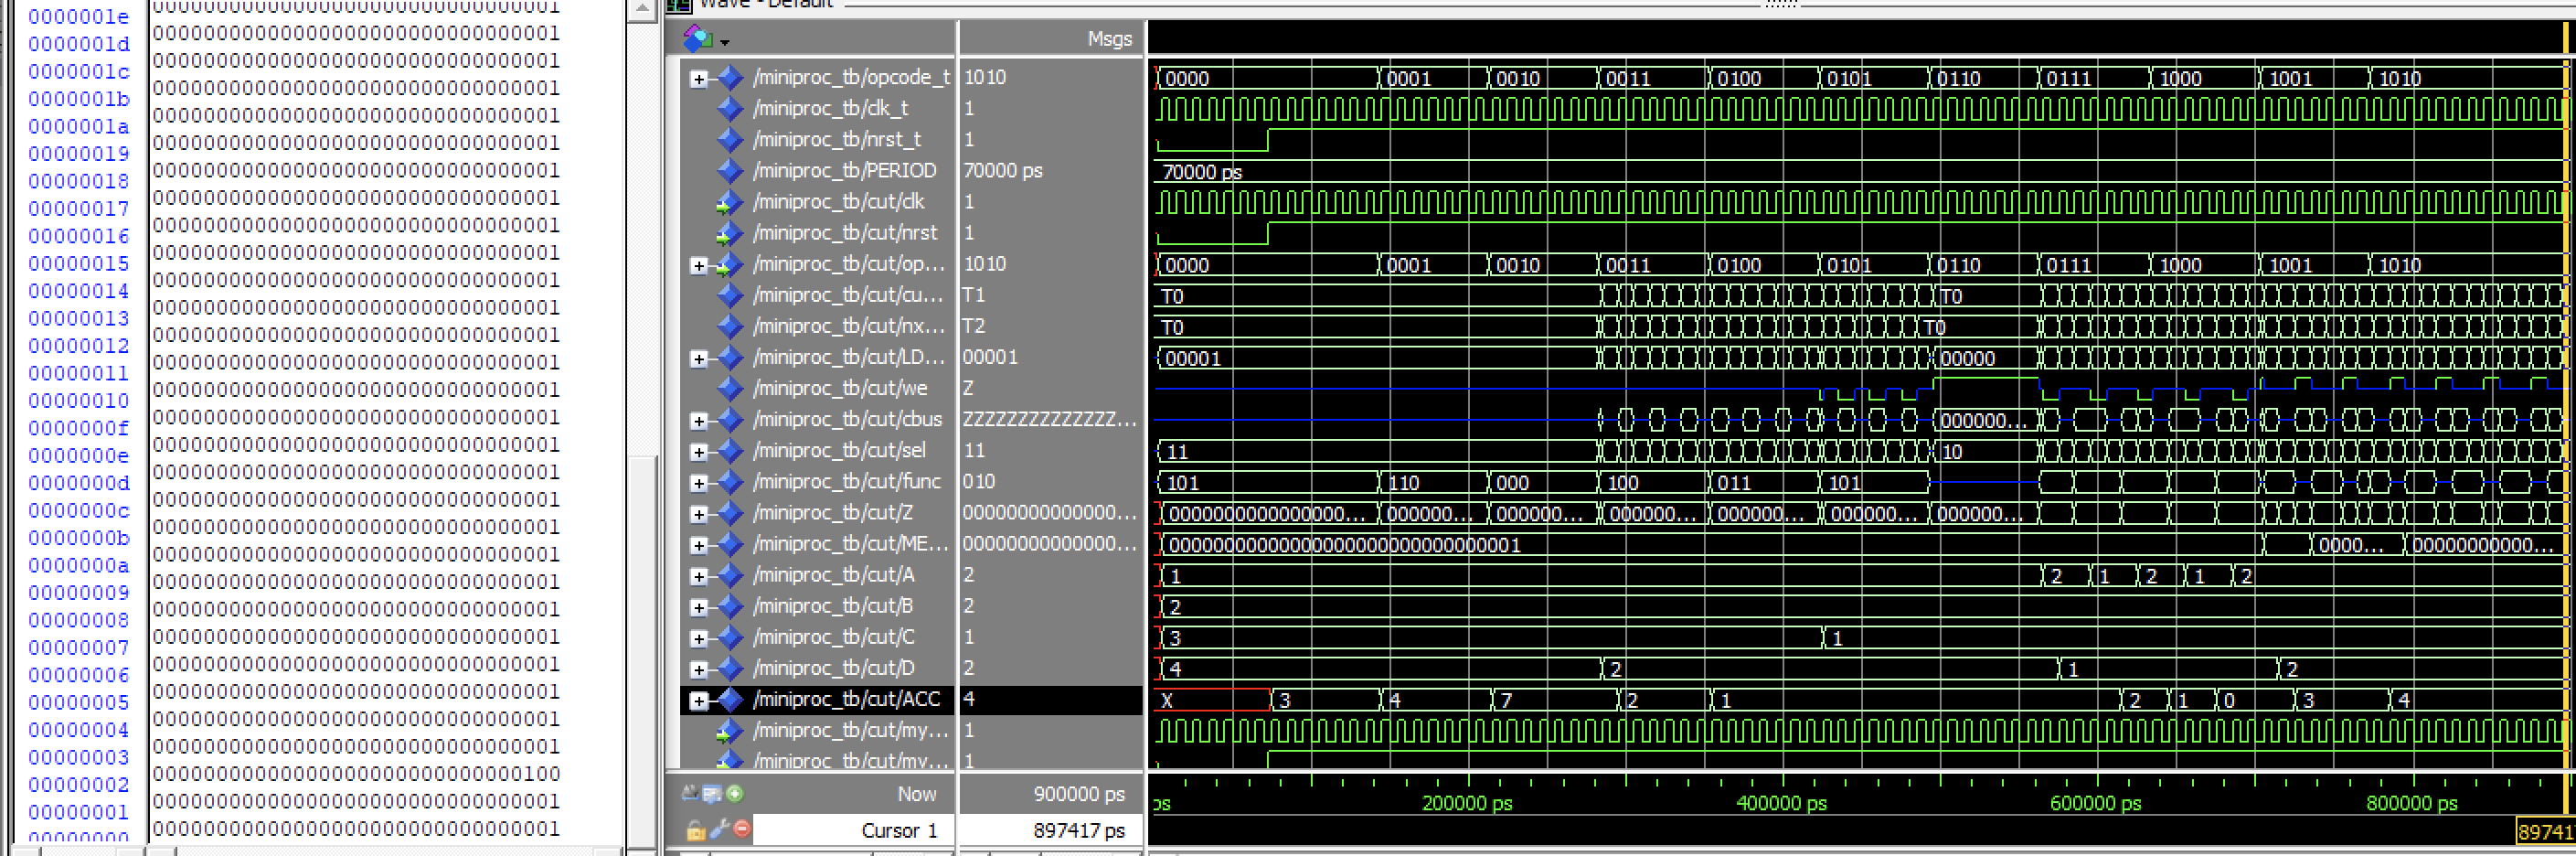 0000001e 00000000000000000000000000000001
0000001d 00000000000000000000000000000001
0000001c 00000000000000000000000000000001
0000001b 00000000000000000000000000000001
0000001a 00000000000000000000000000000001
00000019 00000000000000000000000000000001
00000018 00000000000000000000000000000001
00000017 00000000000000000000000000000001
00000016 00000000000000000000000000000001
00000015 00000000000000000000000000000001
00000014 00000000000000000000000000000001
00000013 00000000000000000000000000000001
00000012 00000000000000000000000000000001
00000011 00000000000000000000000000000001
00000010 00000000000000000000000000000001
0000000f 00000000000000000000000000000001
0000000e 00000000000000000000000000000001
0000000d 00000000000000000000000000000001
0000000c 00000000000000000000000000000001
0000000b 00000000000000000000000000000001
0000000a 00000000000000000000000000000001
00000009 00000000000000000000000000000001
00000008 00000000000000000000000000000001
00000007 00000000000000000000000000000001
00000006 00000000000000000000000000000001
00000005 00000000000000000000000000000001
00000004 00000000000000000000000000000001
00000003 00000000000000000000000000000001
00000002 00000000000000000000000000000100
00000001 00000000000000000000000000000001
00000000 00000000000000000000000000000001
Wave - Default
Msgs
/miniproc_tb/opcode_t 1010 0000 0001 0010 0011 0100 0101 0110 0111 1000 1001 1010
/miniproc_tb/clk_t 1
/miniproc_tb/nrst_t 1
/miniproc_tb/PERIOD 70000 ps 70000 ps
/miniproc_tb/cut/clk 1
/miniproc_tb/cut/nrst 1
/miniproc_tb/cut/op... 1010 0000 0001 0010 0011 0100 0101 0110 0111 1000 1001 1010
/miniproc_tb/cut/cu... T1 T0 T0
/miniproc_tb/cut/nx... T2 T0 T0
/miniproc_tb/cut/LD... 00001 00001 00000
/miniproc_tb/cut/we Z
/miniproc_tb/cut/cbus ZZZZZZZZZZZZZZ... 000000...
/miniproc_tb/cut/sel 11 11 10
/miniproc_tb/cut/func 010 101 110 000 100 011 101
/miniproc_tb/cut/Z 00000000000000... 0000000000000000... 000000... 000000... 000000... 000000... 000000... 000000...
/miniproc_tb/cut/ME... 00000000000000... 00000000000000000000000000000001 0000... 00000000000...
/miniproc_tb/cut/A 2 1 2 1 2 1 2
/miniproc_tb/cut/B 2 2
/miniproc_tb/cut/C 1 3 1
/miniproc_tb/cut/D 2 4 2 1 2
/miniproc_tb/cut/ACC 4 X 3 4 7 2 1 2 1 0 3 4
/miniproc_tb/cut/my... 1
/miniproc_tb/cut/my... 1
Now 900000 ps ps 200000 ps 400000 ps 600000 ps 800000 ps
Cursor 1 897417 ps 89741